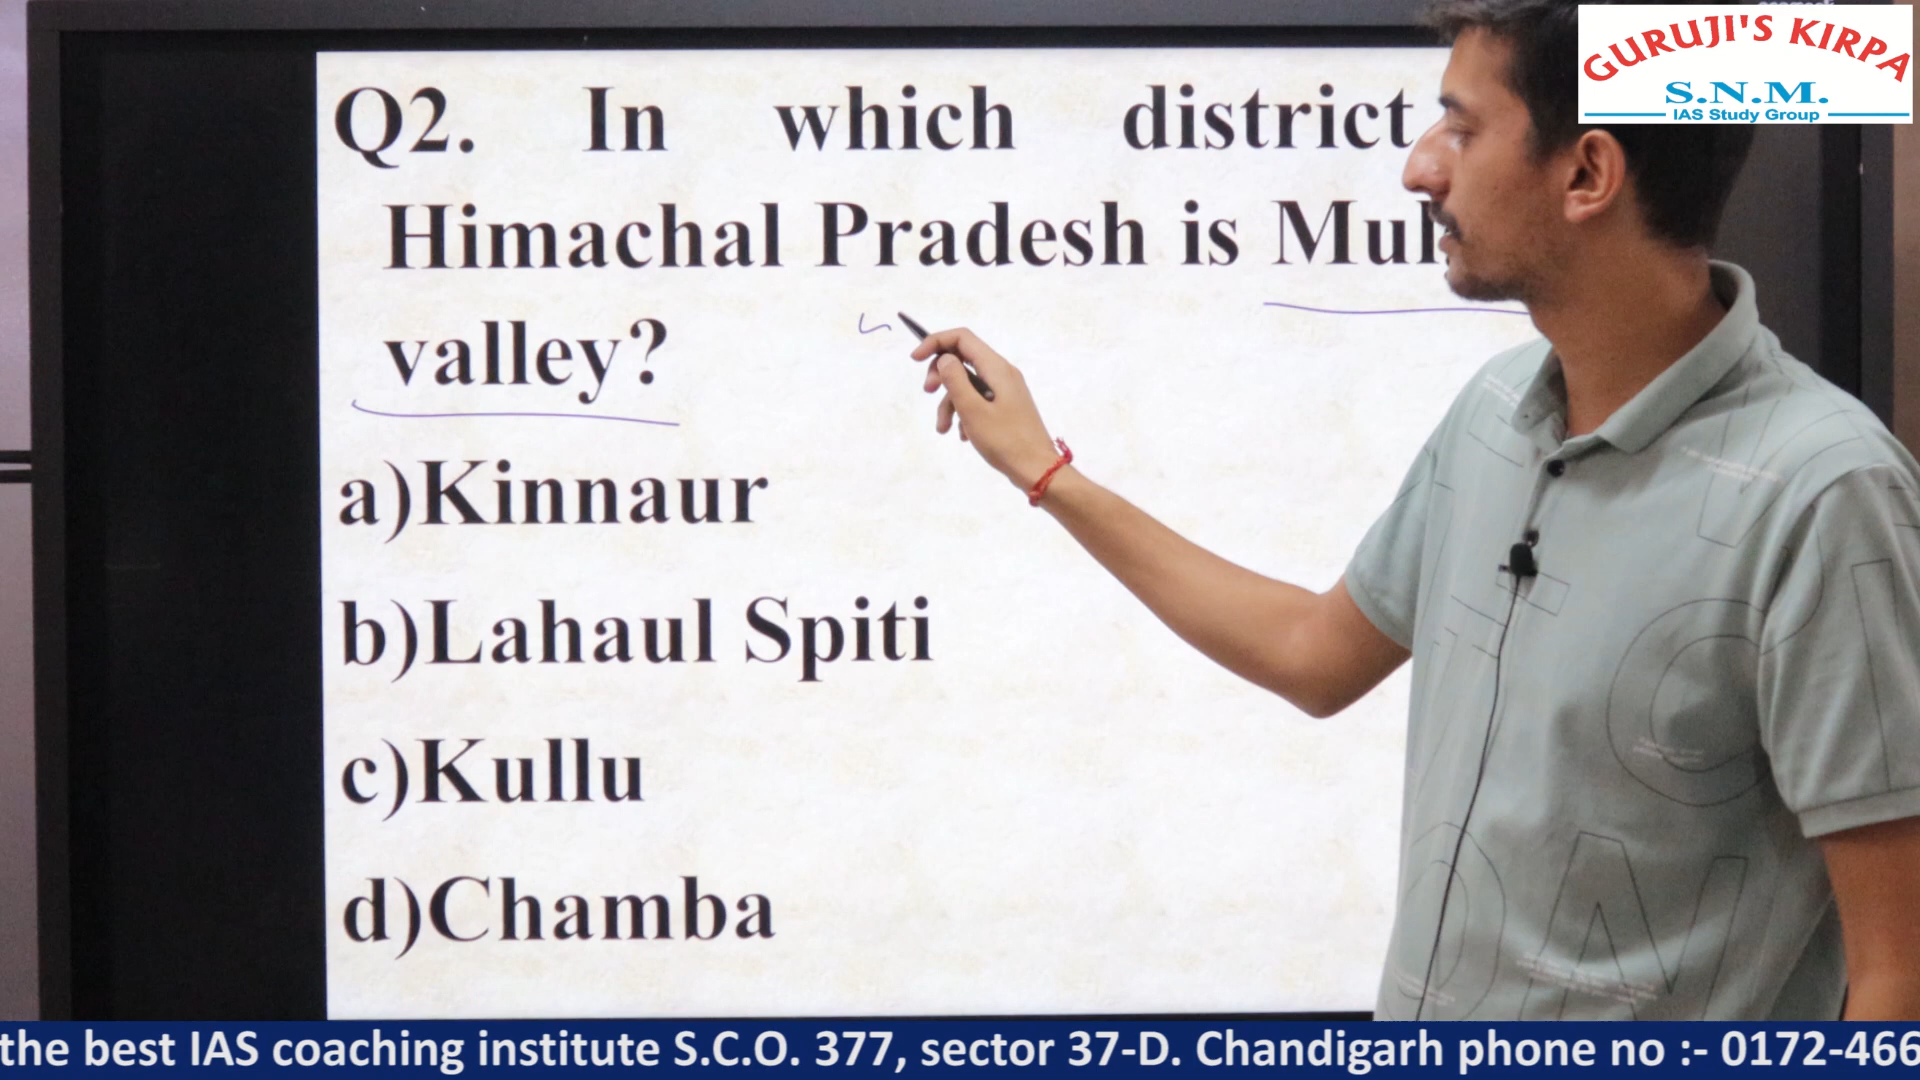 GURUJI'S KIRPA
S.N.M.
IAS Study Group
Q2. In which district
Himachal Pradesh is
valley?
a)Kinnaur
b)Lahaul Spiti
c)Kullu
d)Chamba
the best IAS coaching institute S.C.O. 377, sector 37-D. Chandigarh phone no :- 0172-466